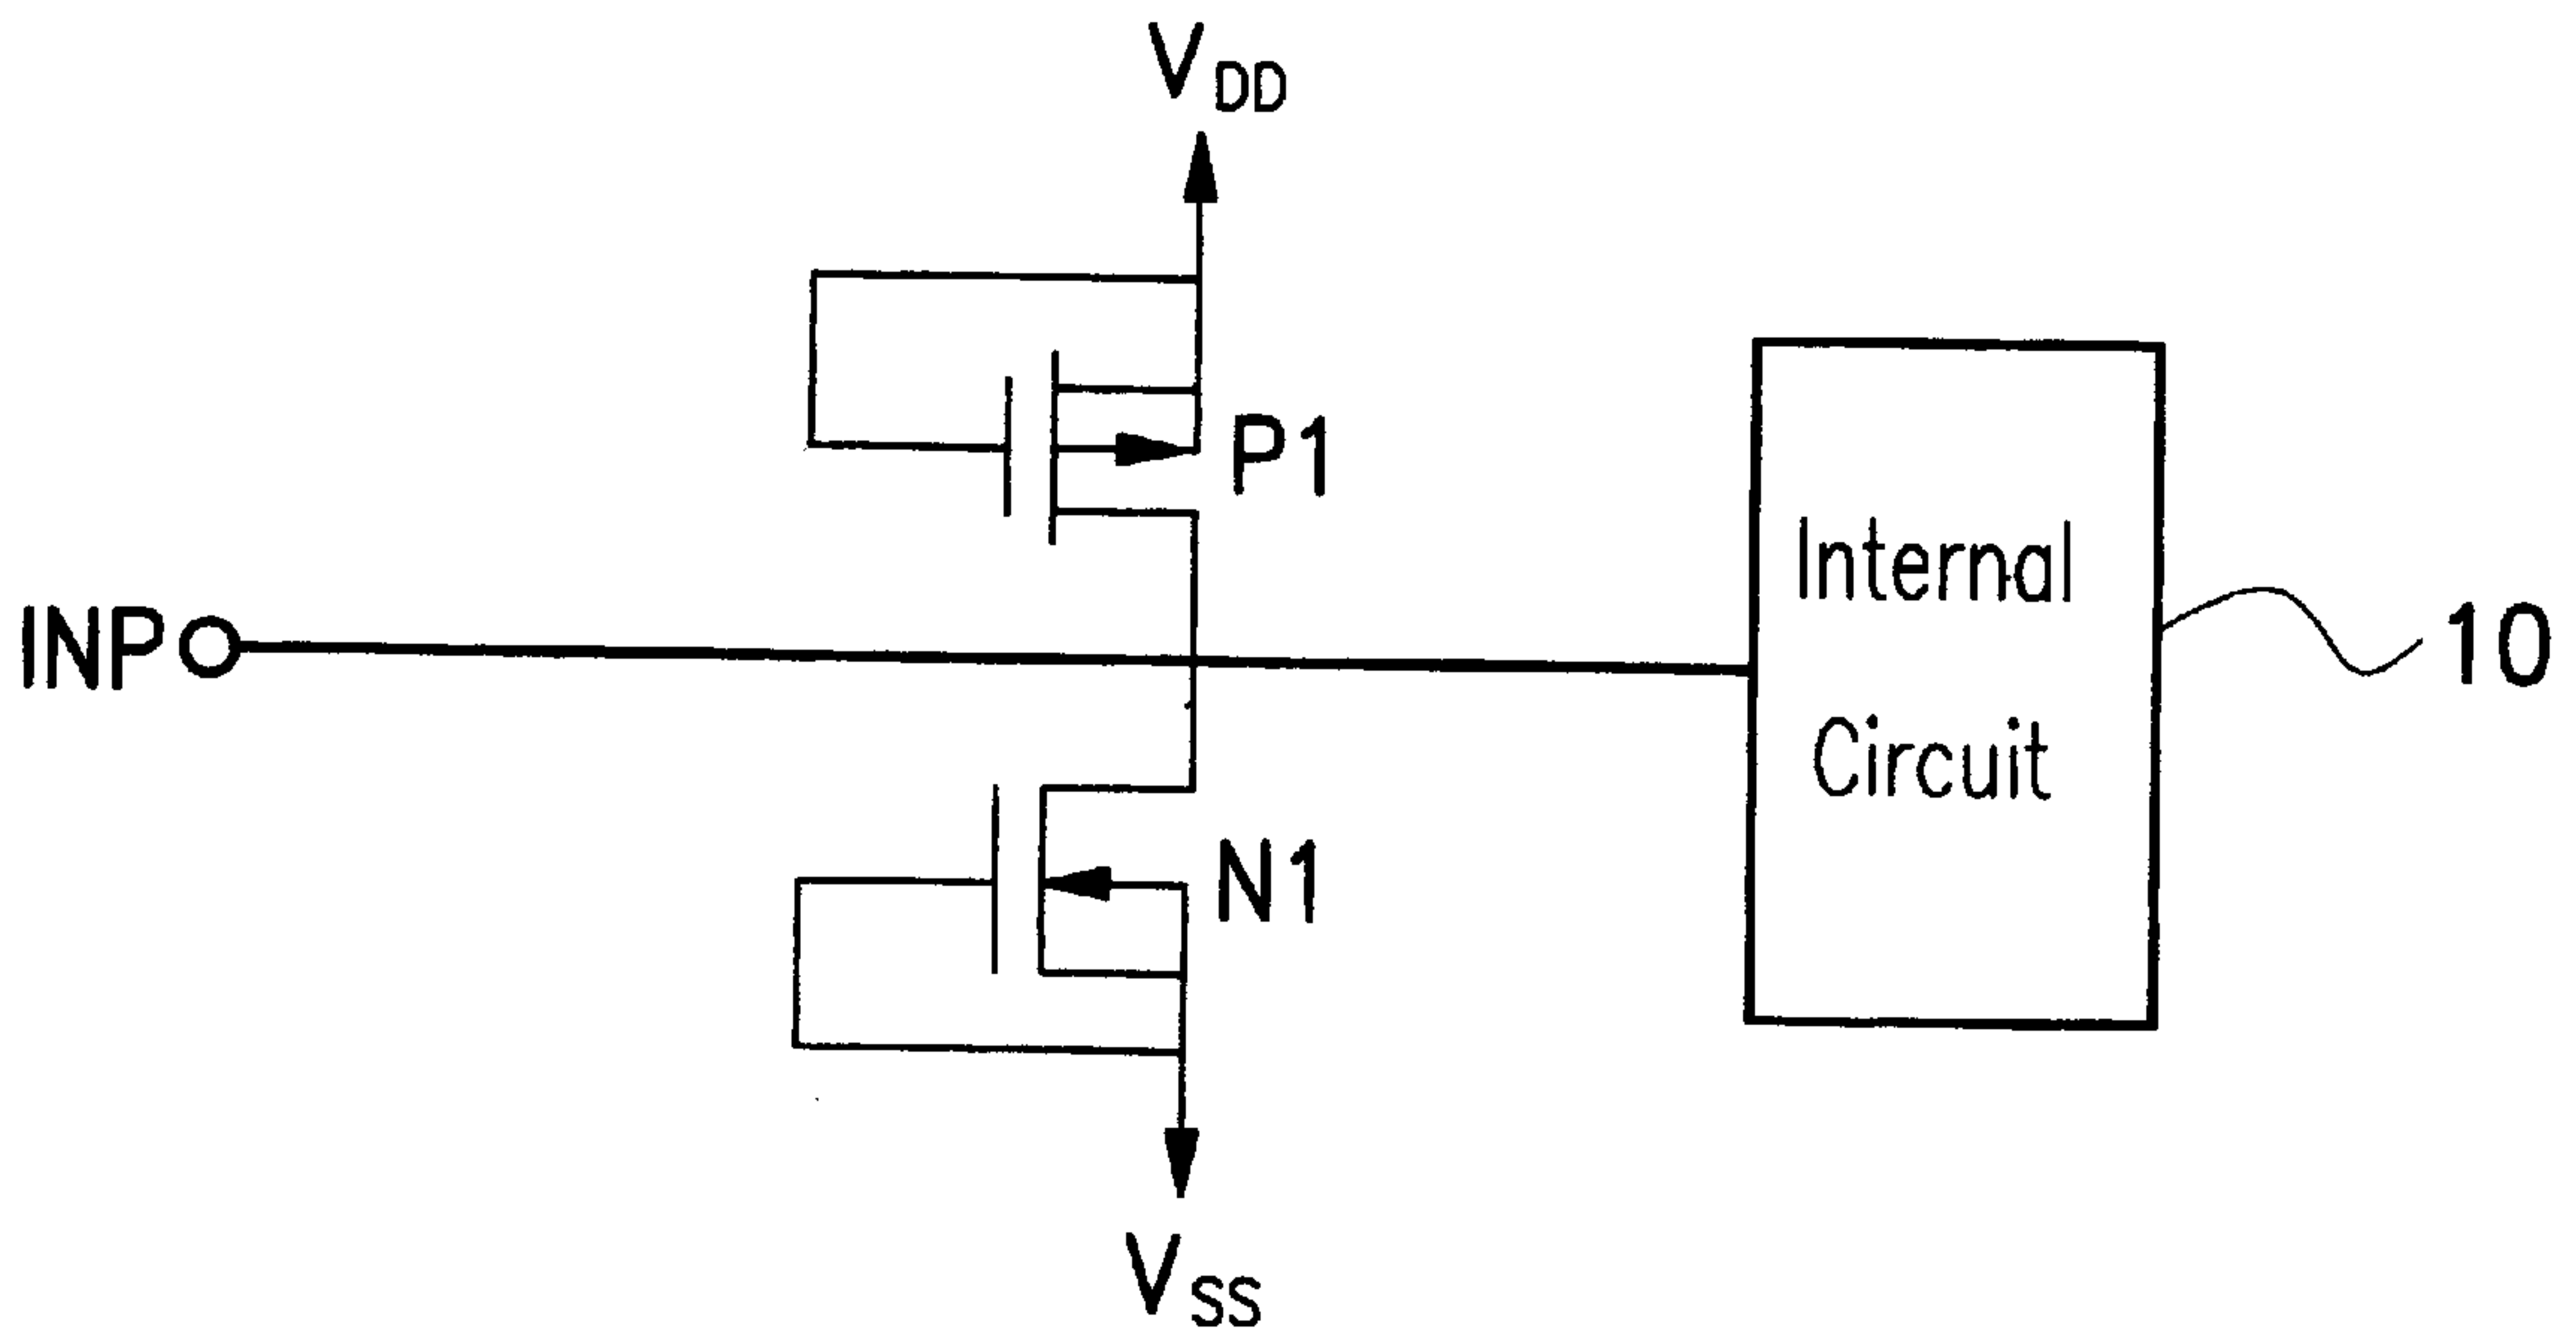 VDD
P1
INP
Internal
Circuit
10
N1
VSS